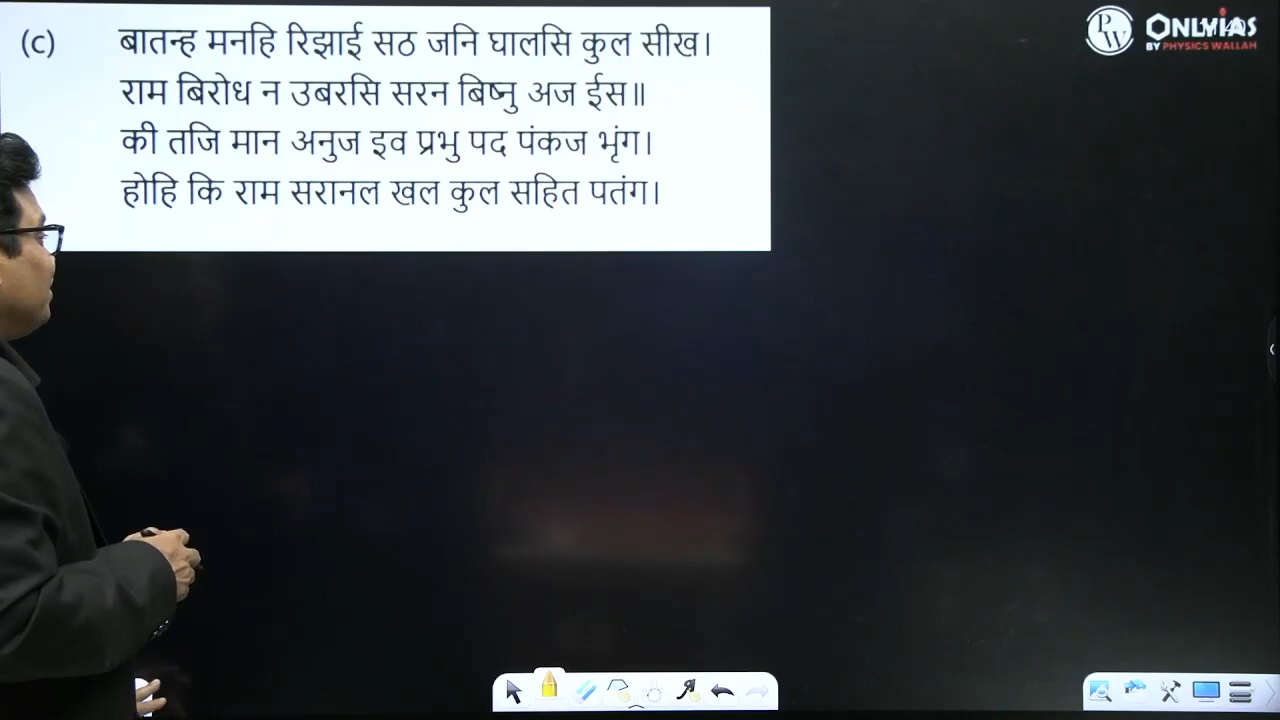 (c) बातन्ह मनहि रिझाई सठ जनि घालसि कुल सीख।
राम बिरोध न उबरसि सरन बिष्नु अज ईस॥
की तजि मान अनुज इव प्रभु पद पंकज भृंग।
होहि कि राम सरानल खल कुल सहित पतंग।
PW
ONLYIAS
BY PHYSICS WALLAH